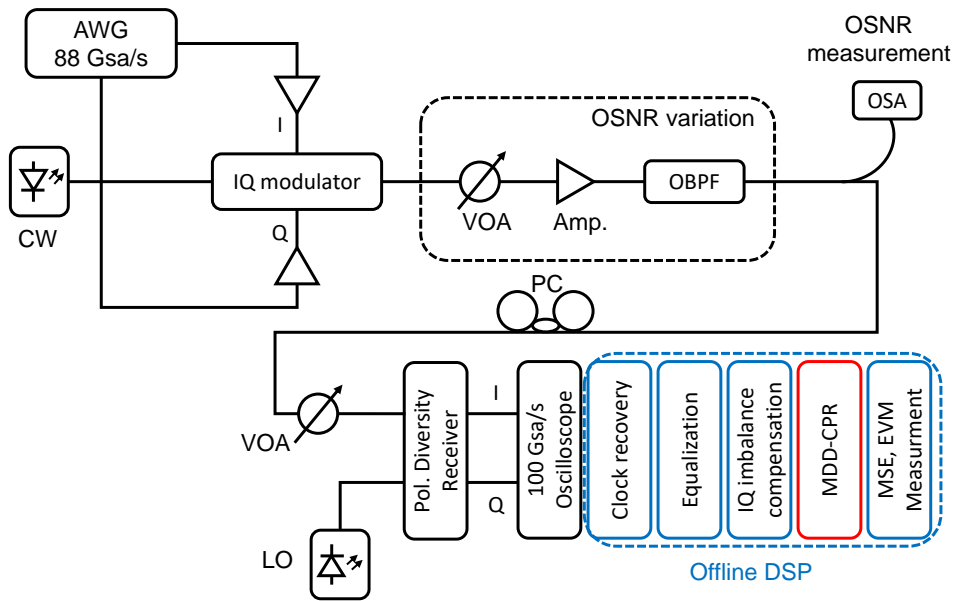 AWG
88 Gsa/s
OSNR
measurement
OSA
I
OSNR variation
IQ modulator
OBPF
VOA
Amp.
CW
Q
PC
VOA
Pol. Diversity
Receiver
I
Q
100 Gsa/s
Oscilloscope
Clock recovery
Equalization
IQ imbalance
compensation
MDD-CPR
MSE, EVM
Measurment
LO
Offline DSP